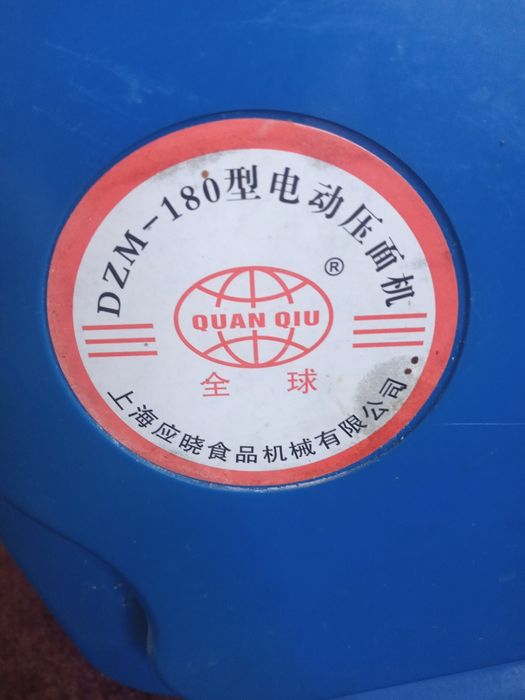 DZM-180型电动压面机
®
QUAN QIU
全球
上海应晓食品机械有限公司